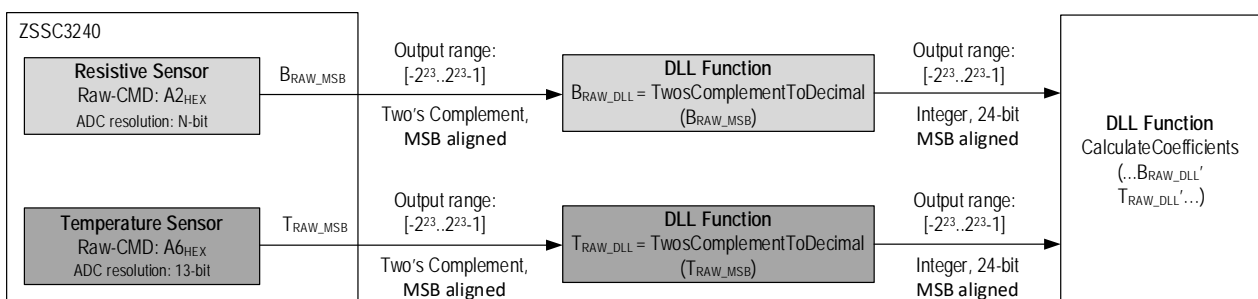 ZSSC3240
Resistive Sensor
Raw-CMD: A2HEX
ADC resolution: N-bit
BRAW_MSB
Output range:
[-2²³..2²³-1]
Two's Complement,
MSB aligned
DLL Function
BRAW_DLL = TwosComplementToDecimal
(BRAW_MSB)
Output range:
[-2²³..2²³-1]
Integer, 24-bit
MSB aligned
Temperature Sensor
Raw-CMD: A6HEX
ADC resolution: 13-bit
TRAW_MSB
Output range:
[-2²³..2²³-1]
Two's Complement,
MSB aligned
DLL Function
TRAW_DLL = TwosComplementToDecimal
(TRAW_MSB)
Output range:
[-2²³..2²³-1]
Integer, 24-bit
MSB aligned
DLL Function
CalculateCoefficients
(...BRAW_DLL'
TRAW_DLL'...)